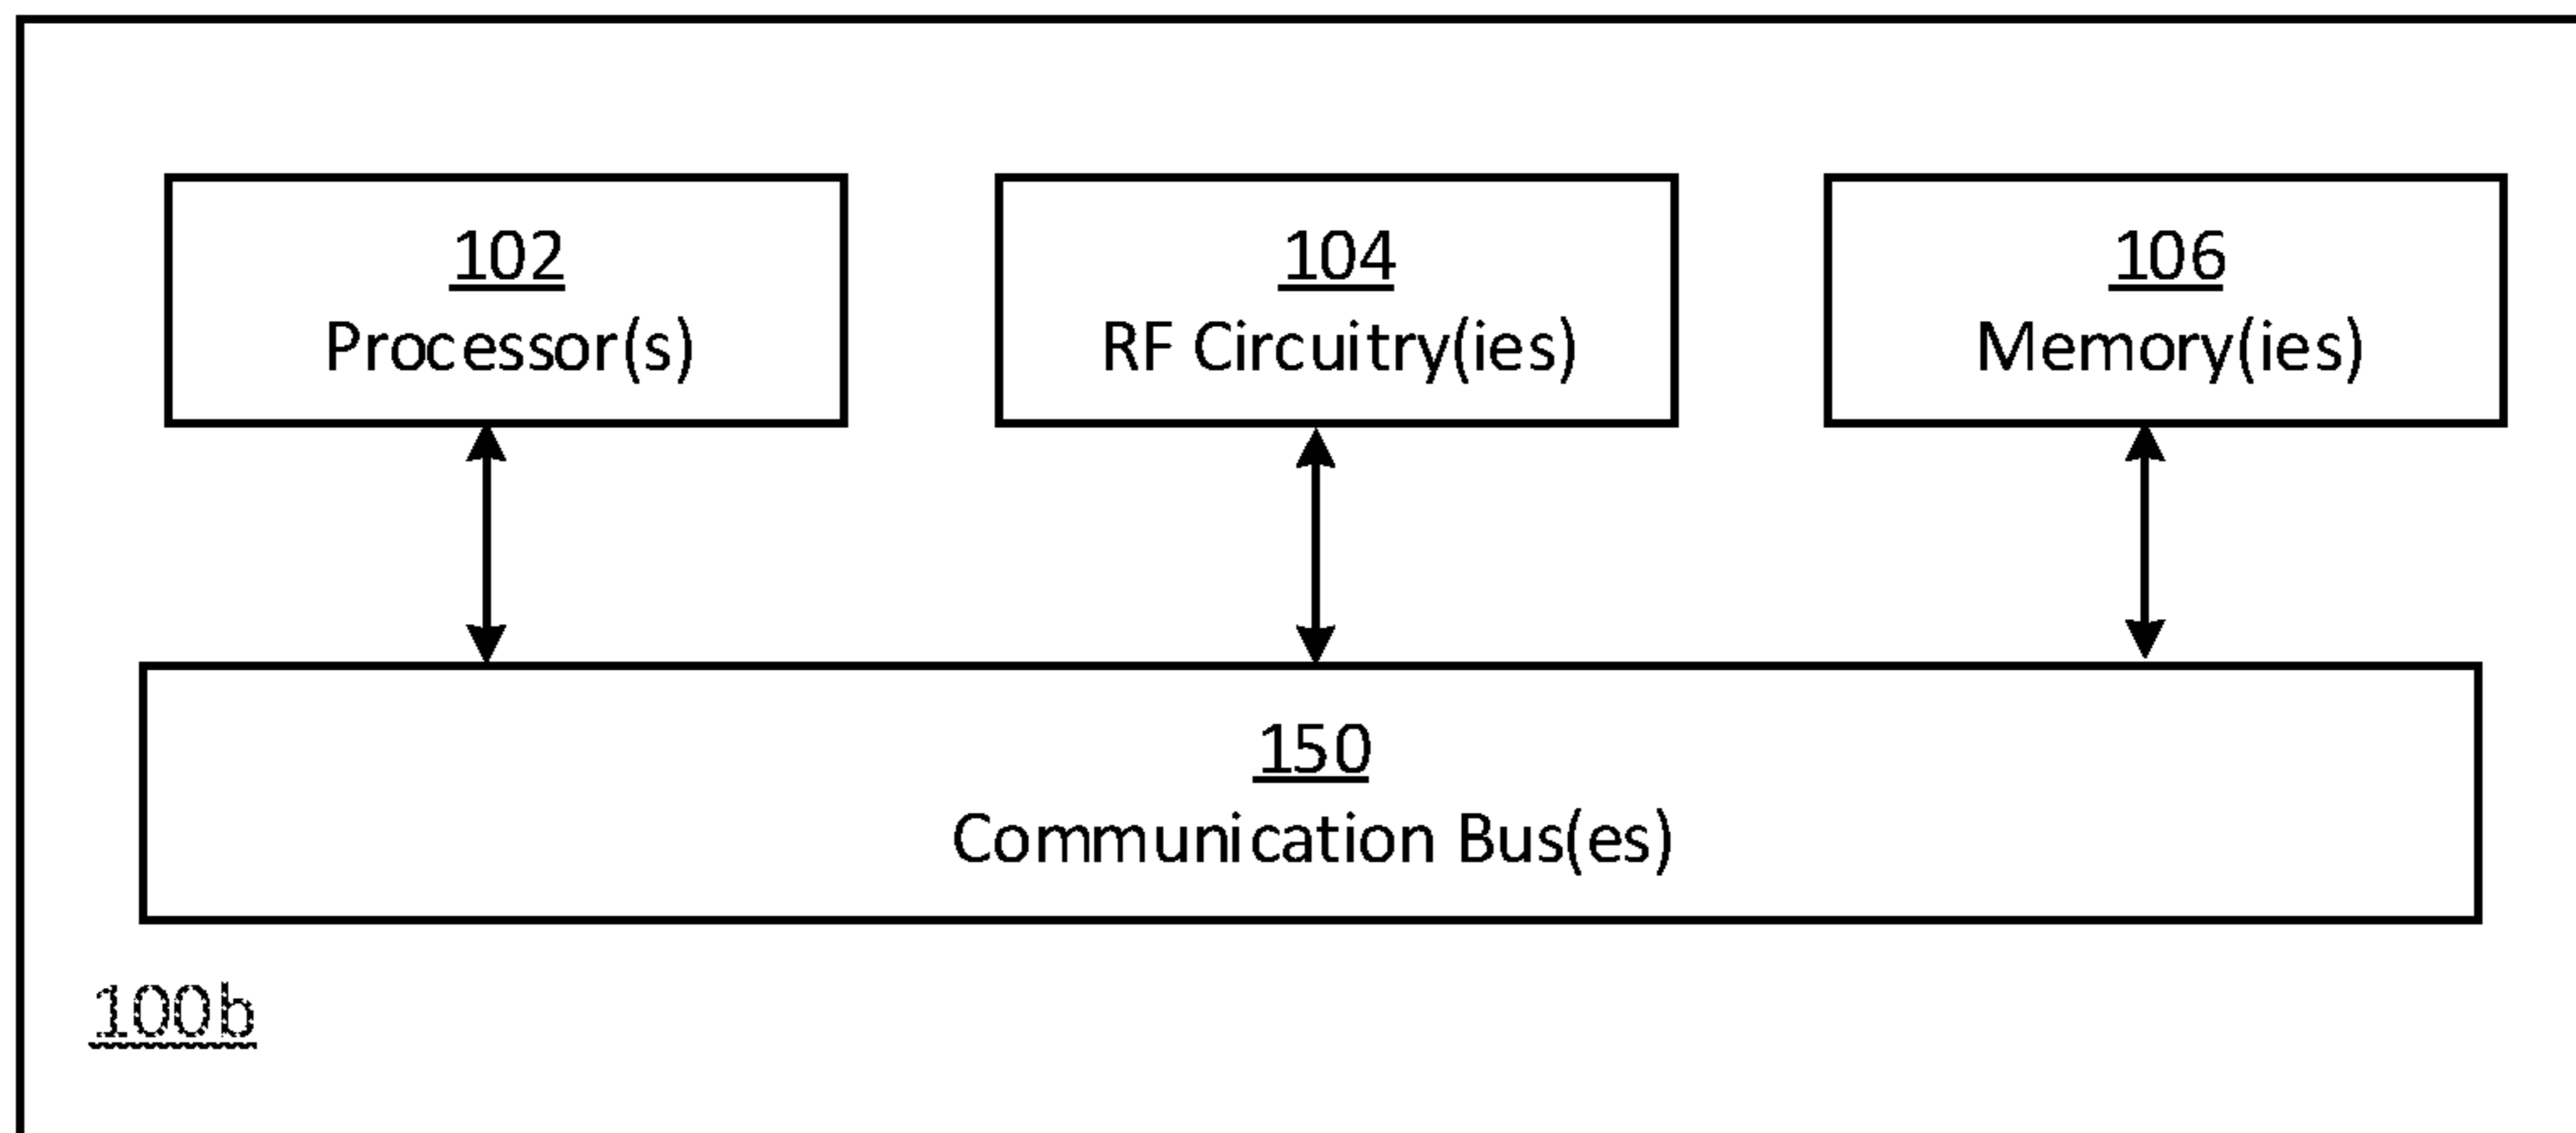 102
Processor(s)
104
RF Circuitry(ies)
106
Memory(ies)
150
Communication Bus(es)
100b